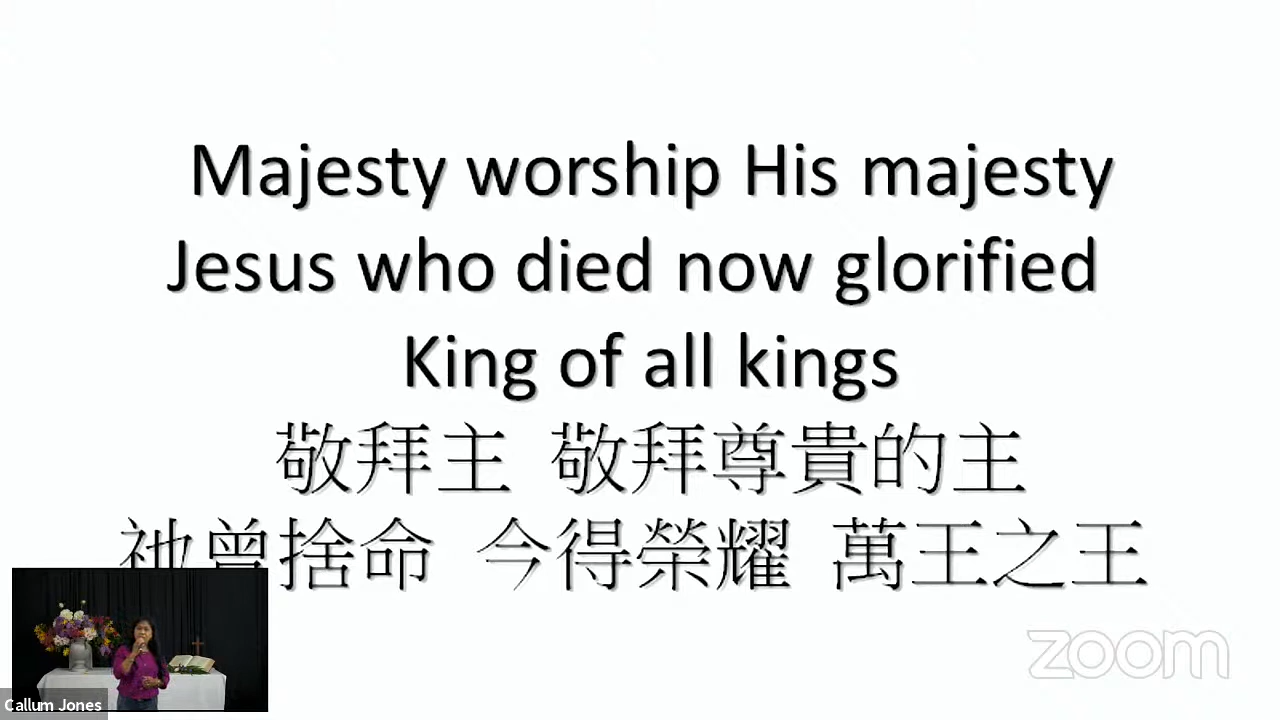 Majesty worship His majesty
Jesus who died now glorified
King of all kings
敬拜主 敬拜尊貴的主
祂曾捨命 今得榮耀 萬王之王
zoom
Callum Jones